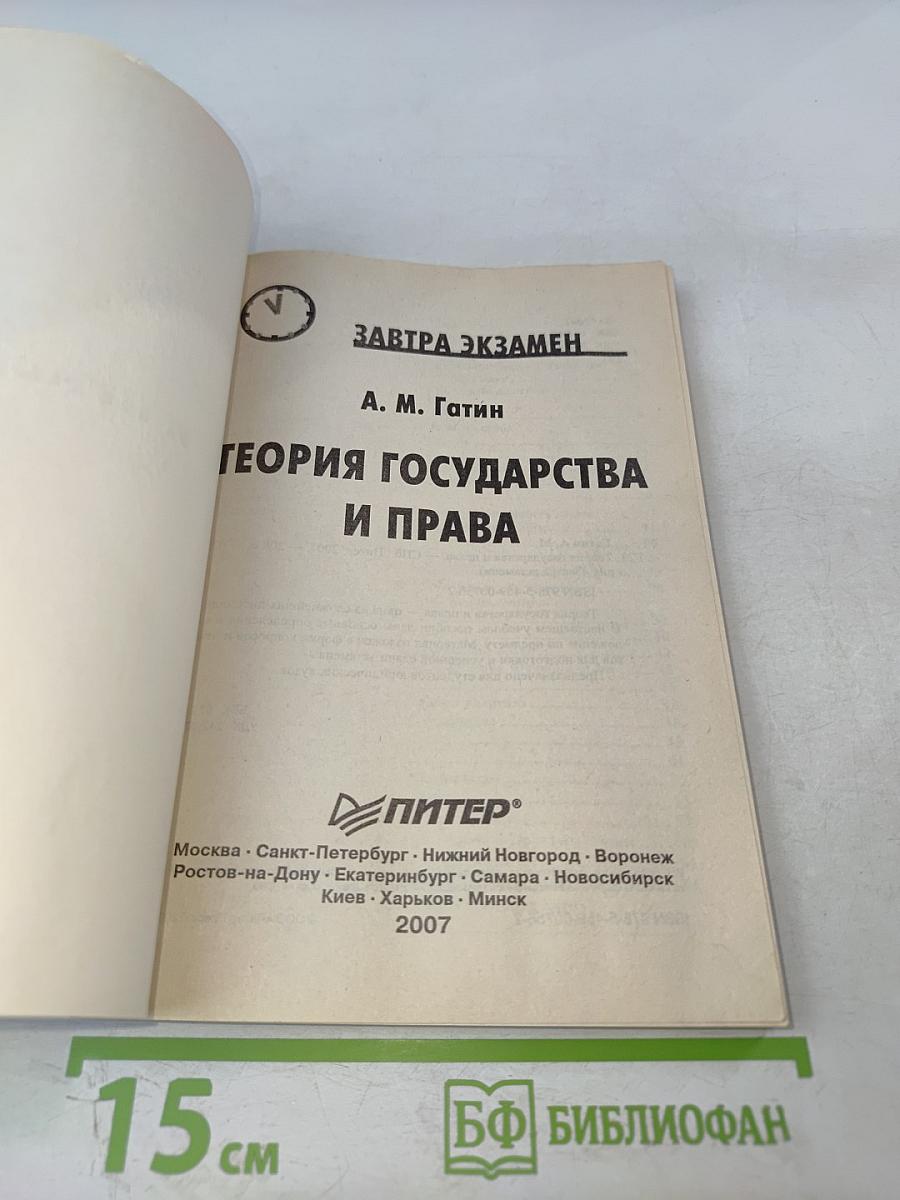 ЗАВТРА ЭКЗАМЕН
А. М. Гатин
ТЕОРИЯ ГОСУДАРСТВА
И ПРАВА
ПИТЕР®
Москва · Санкт-Петербург · Нижний Новгород · Воронеж
Ростов-на-Дону · Екатеринбург · Самара · Новосибирск
Киев · Харьков · Минск
2007
15 см
БФ БИБЛИОФАН